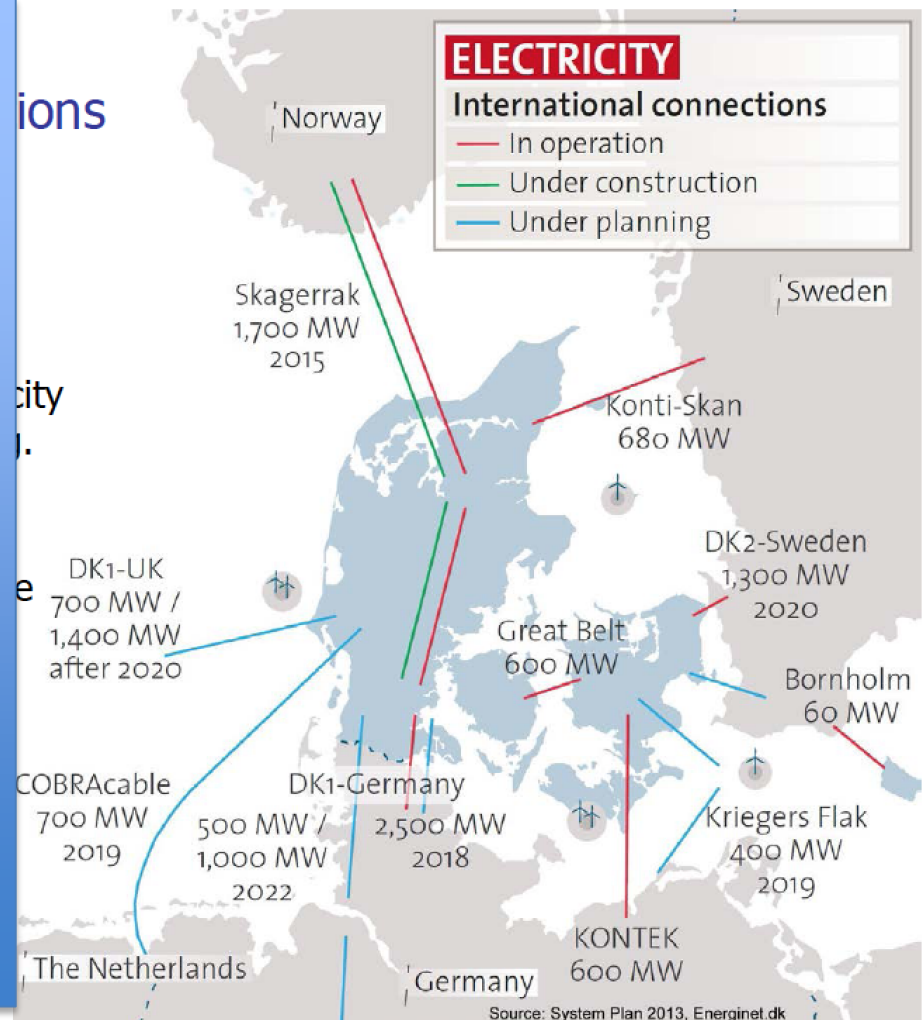 ions
city
e
ELECTRICITY
International connections
In operation
Under construction
Under planning
Norway
Sweden
Skagerrak
1,700 MW
2015
Konti-Skan
680 MW
DK2-Sweden
1,300 MW
2020
DK1-UK
700 MW /
1,400 MW
after 2020
Great Belt
600 MW
Bornholm
60 MW
COBRAcable
700 MW
2019
DK1-Germany
500 MW /
1,000 MW
2022
2,500 MW
2018
Kriegers Flak
400 MW
2019
KONTEK
600 MW
The Netherlands
Germany
Source: System Plan 2013, Energinet.dk